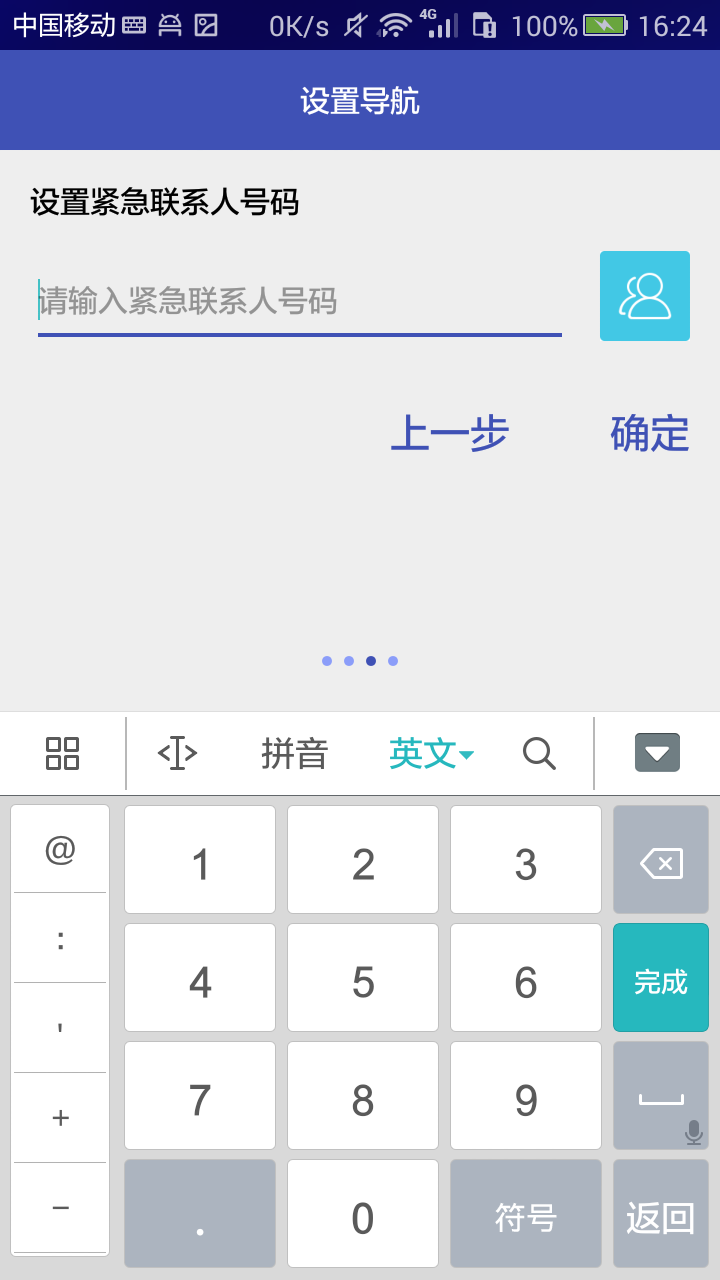 中国移动 0K/s 4G 100% 16:24
设置导航
设置紧急联系人号码
请输入紧急联系人号码
上一步 确定
拼音 英文
@ 1 2 3
: 4 5 6 完成
' 7 8 9
+
- . 0 符号 返回